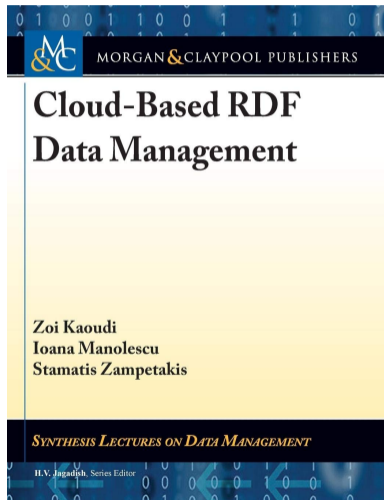 M&C MORGAN&CLAYPOOL PUBLISHERS
Cloud-Based RDF
Data Management
Zoi Kaoudi
Ioana Manolescu
Stamatis Zampetakis
SYNTHESIS LECTURES ON DATA MANAGEMENT
H.V. Jagadish, Series Editor